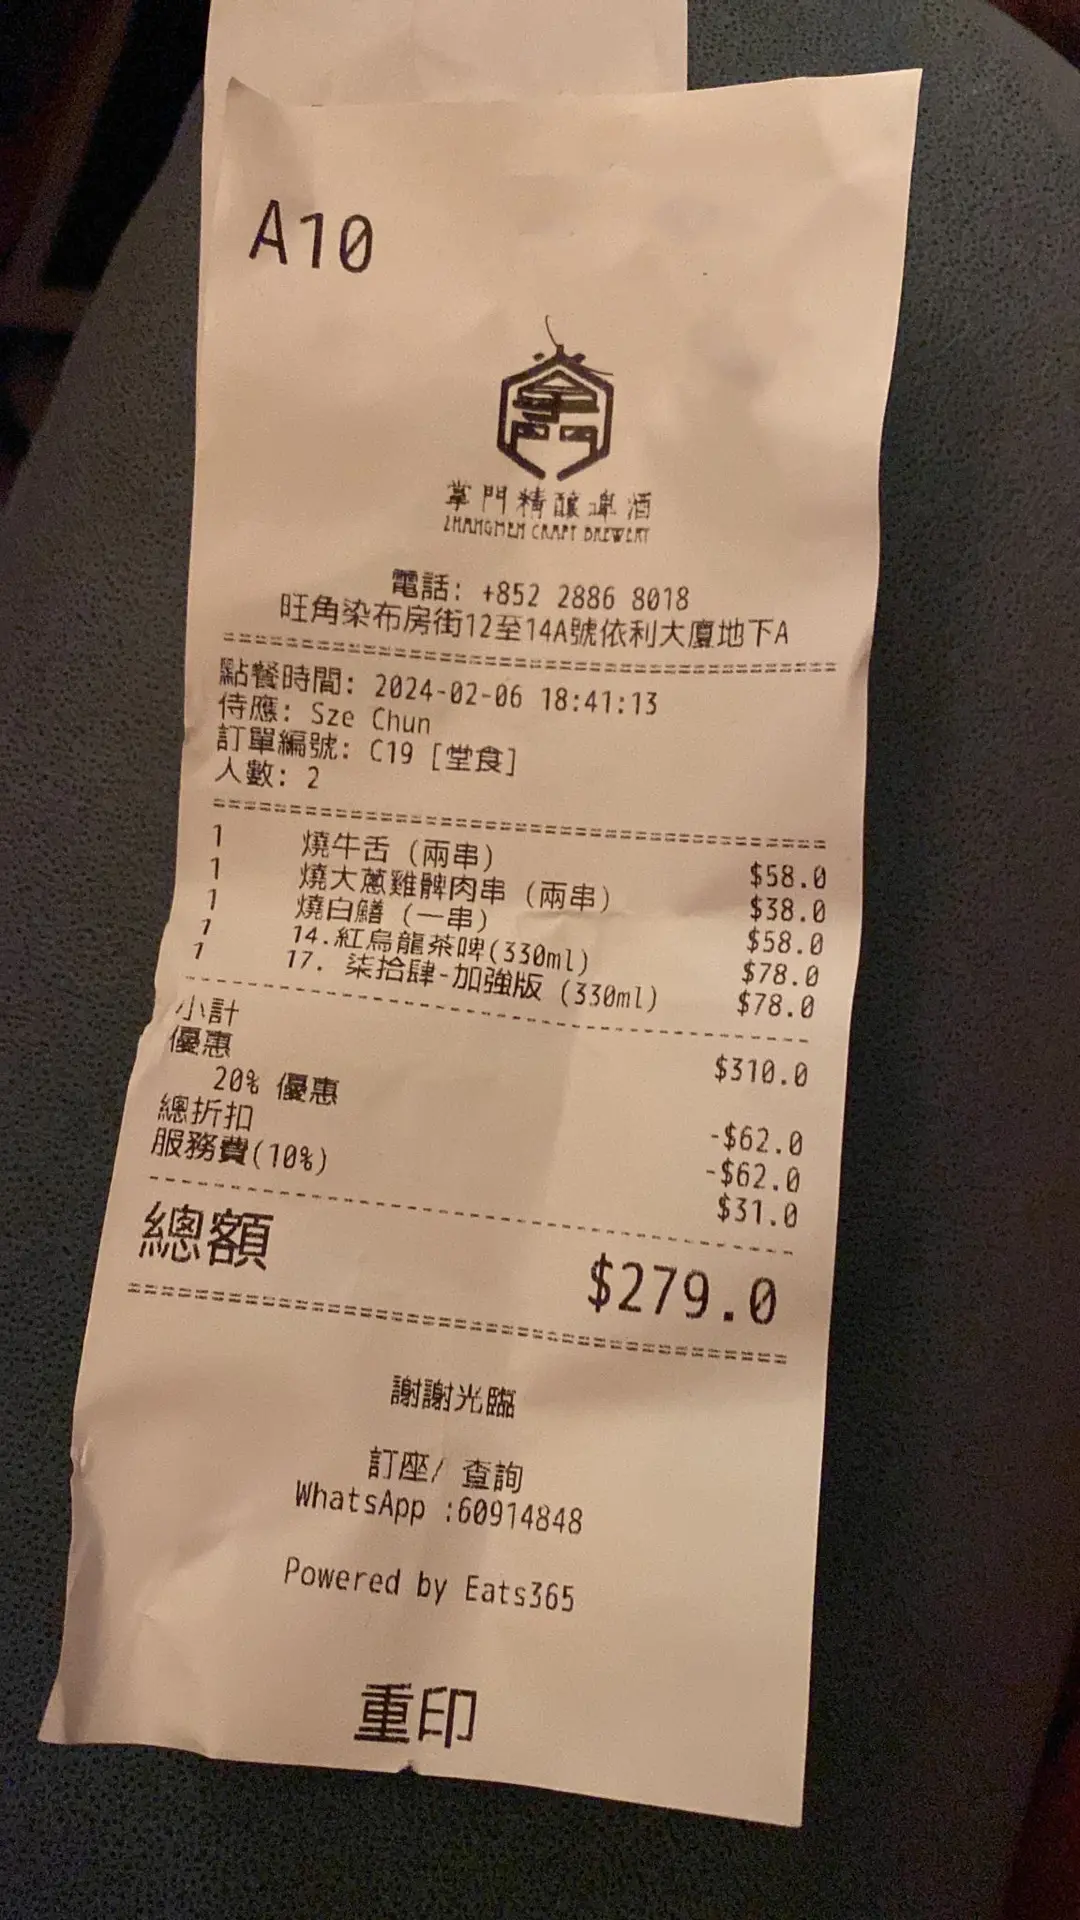 A10
掌門精釀啤酒
ZHANGMEN CRAFT BREWERY
電話: +852 2886 8018
旺角染布房街12至14A號依利大廈地下A
點餐時間: 2024-02-06 18:41:13
侍應: Sze Chun
訂單編號: C19 [堂食]
人數: 2
1 燒牛舌 (兩串) $58.0
1 燒大蔥雞髀肉串 (兩串) $38.0
1 燒白鱔 (一串) $58.0
1 14.紅烏龍茶啤(330ml) $78.0
1 17. 柒拾肆-加強版 (330ml) $78.0
小計 $310.0
優惠
20% 優惠 -$62.0
總折扣 -$62.0
服務費(10%) $31.0
總額 $279.0
謝謝光臨
訂座/ 查詢
WhatsApp :60914848
Powered by Eats365
重印